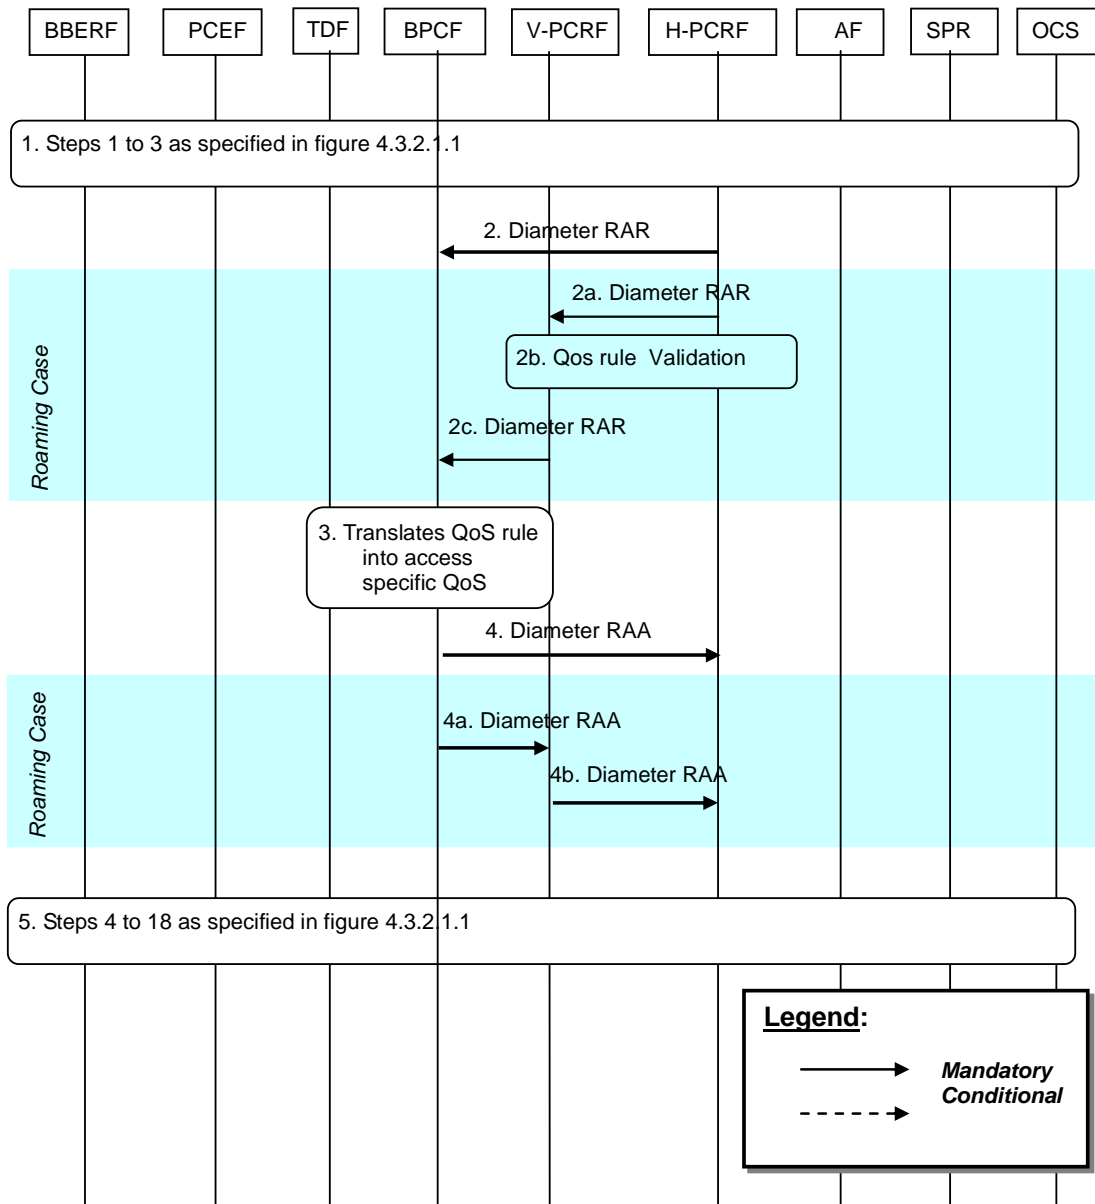 BBERF PCEF TDF BPCF V-PCRF H-PCRF AF SPR OCS
1. Steps 1 to 3 as specified in figure 4.3.2.1.1
2. Diameter RAR
Roaming Case
2a. Diameter RAR
2b. Qos rule Validation
2c. Diameter RAR
3. Translates QoS rule
into access
specific QoS
4. Diameter RAA
Roaming Case
4a. Diameter RAA
4b. Diameter RAA
5. Steps 4 to 18 as specified in figure 4.3.2.1.1
Legend:
Mandatory
Conditional